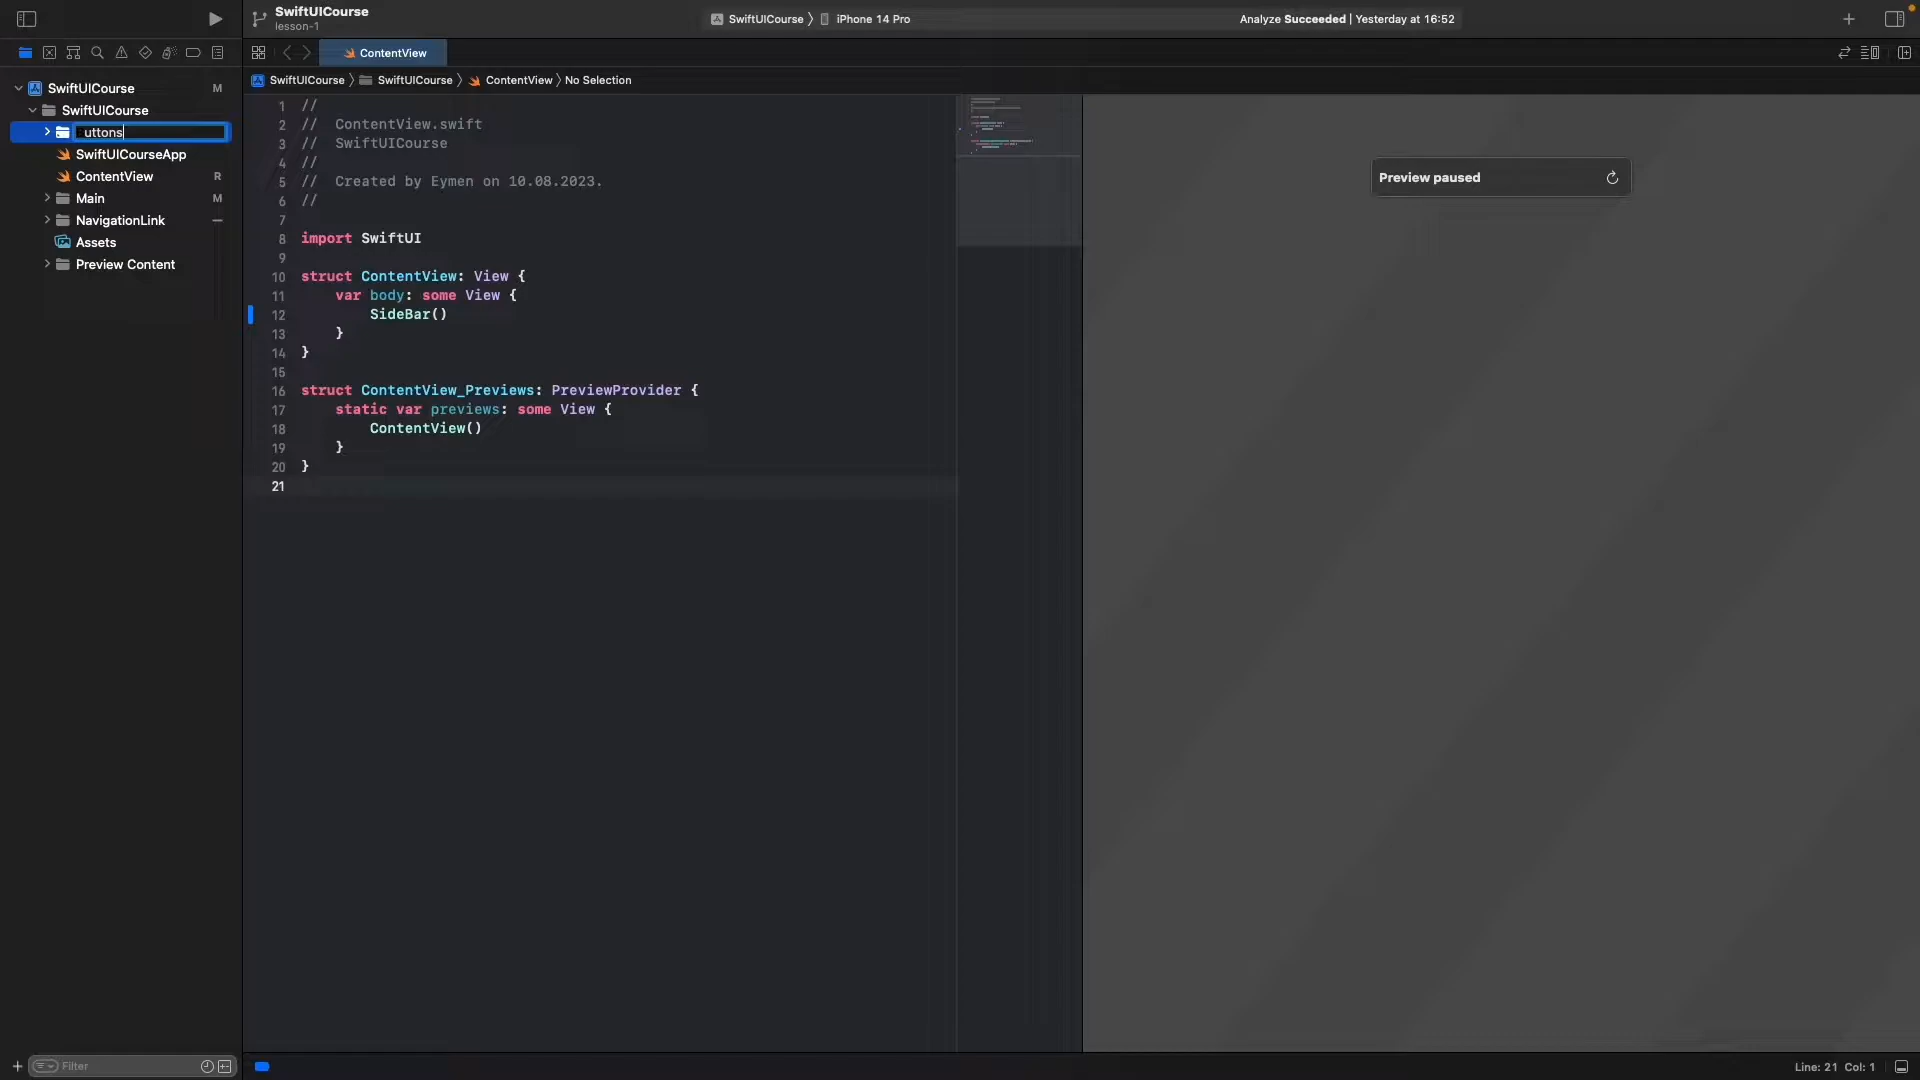 SwiftUICourse
lesson-1
SwiftUICourse
iPhone 14 Pro
Analyze Succeeded | Yesterday at 16:52
ContentView
SwiftUICourse
SwiftUICourse
ContentView
No Selection
SwiftUICourse M
SwiftUICourse
uttons
SwiftUICourseApp
ContentView R
Main M
NavigationLink
Assets
Preview Content
1 //
2 //  ContentView.swift
3 //  SwiftUICourse
4 //
5 //  Created by Eymen on 10.08.2023.
6 //
7
8 import SwiftUI
9
10 struct ContentView: View {
11     var body: some View {
12         SideBar()
13     }
14 }
15
16 struct ContentView_Previews: PreviewProvider {
17     static var previews: some View {
18         ContentView()
19     }
20 }
21
Preview paused
Filter
Line: 21 Col: 1